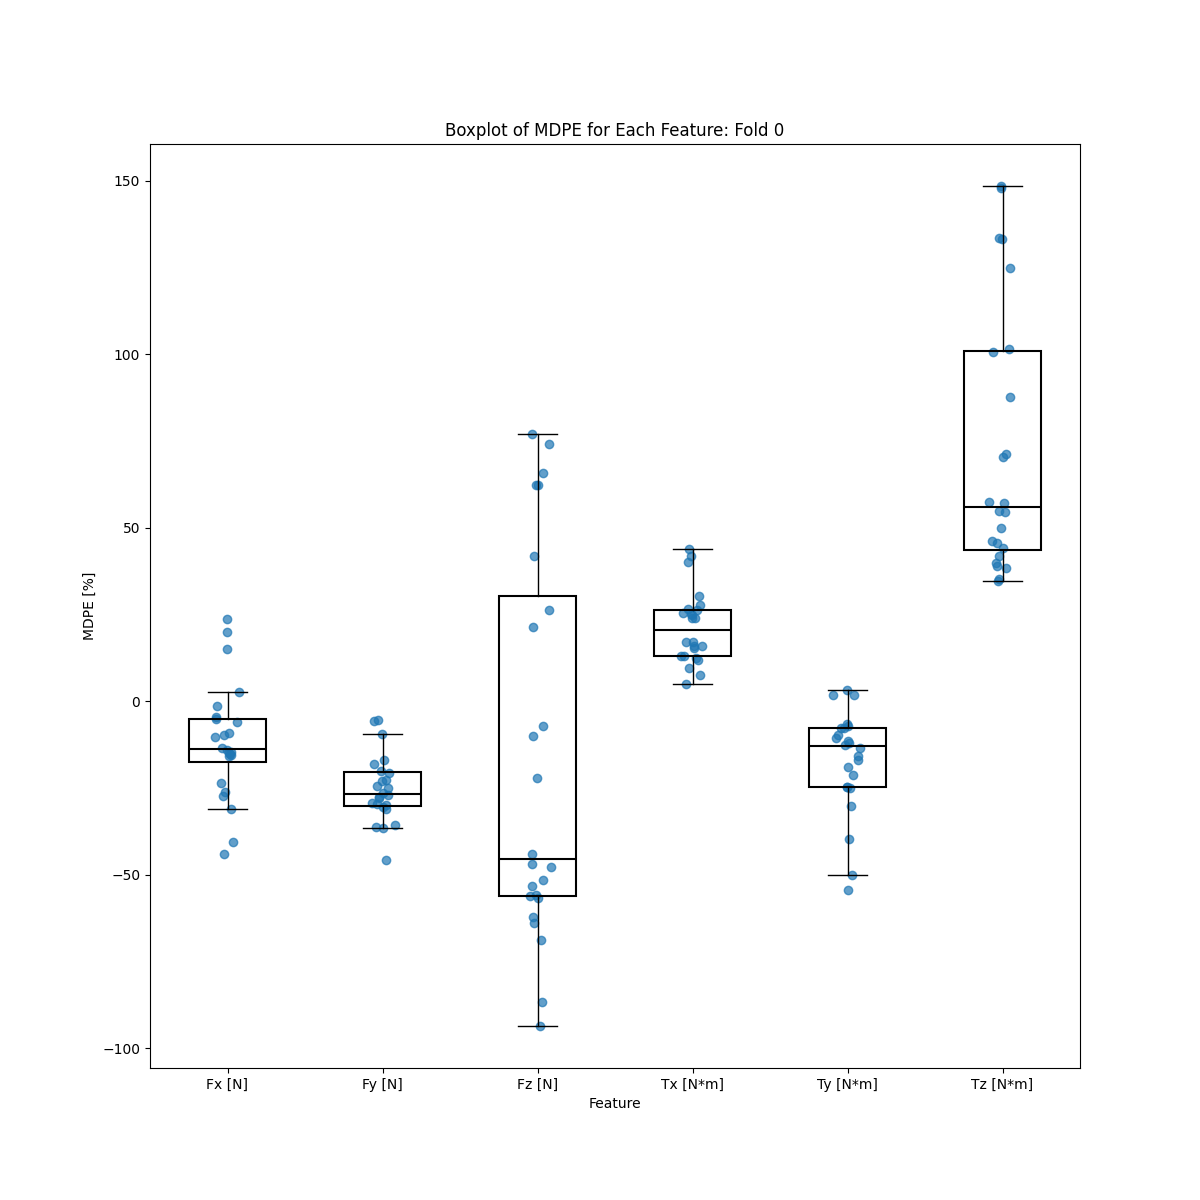 Boxplot of MDPE for Each Feature: Fold 0
150
100
50
0
−50
−100
MDPE [%]
Fx [N] Fy [N] Fz [N] Tx [N*m] Ty [N*m] Tz [N*m]
Feature